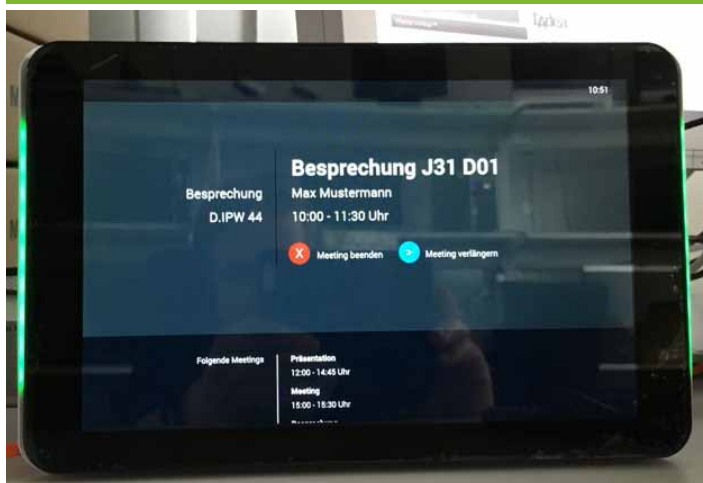 10:51
Besprechung
D.IPW 44
Besprechung J31 D01
Max Mustermann
10:00 - 11:30 Uhr
X Meeting beenden
> Meeting verlängern
Folgende Meetings
Präsentation
12:00 - 14:45 Uhr
Meeting
15:00 - 15:30 Uhr